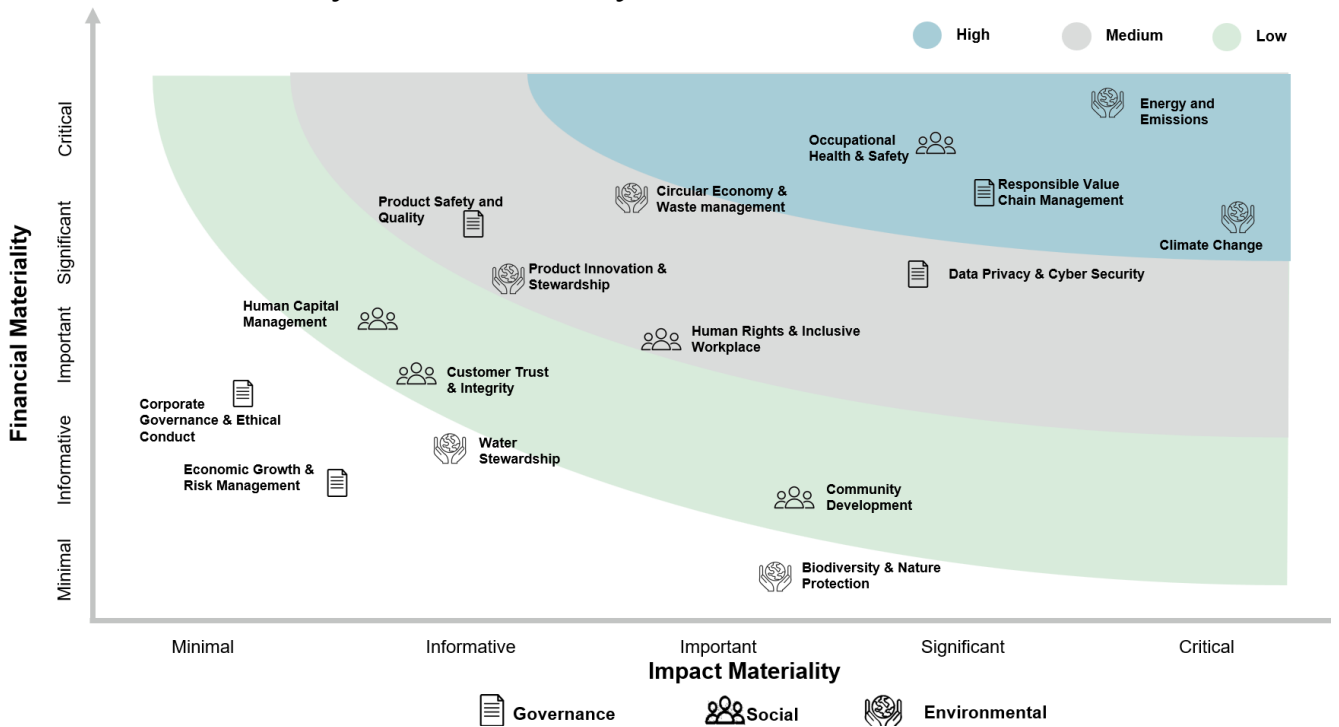 High
Medium
Low
Financial Materiality
Critical
Significant
Important
Informative
Minimal
Energy and
Emissions
Occupational
Health & Safety
Responsible Value
Chain Management
Circular Economy &
Waste management
Product Safety and
Quality
Climate Change
Product Innovation &
Stewardship
Data Privacy & Cyber Security
Human Capital
Management
Human Rights & Inclusive
Workplace
Customer Trust
& Integrity
Corporate
Governance & Ethical
Conduct
Water
Stewardship
Economic Growth &
Risk Management
Community
Development
Biodiversity & Nature
Protection
Minimal
Informative
Important
Significant
Critical
Impact Materiality
Governance
Social
Environmental